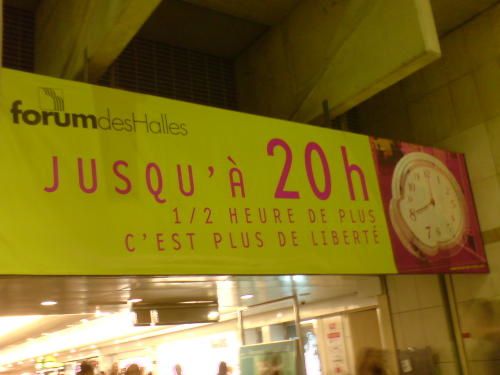 forumdesHalles
JUSQU'À 20h
1/2 HEURE DE PLUS
C'EST PLUS DE LIBERTÉ